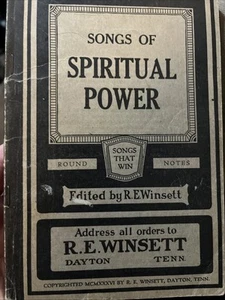 SONGS OF
SPIRITUAL
POWER
SONGS
THAT
WIN
ROUND
NOTES
Edited by R.E.Winsett
Address all orders to
R.E.WINSETT
DAYTON TENN.
COPYRIGHTED MCMXXXVI BY R. E. WINSETT, DAYTON, TENN.